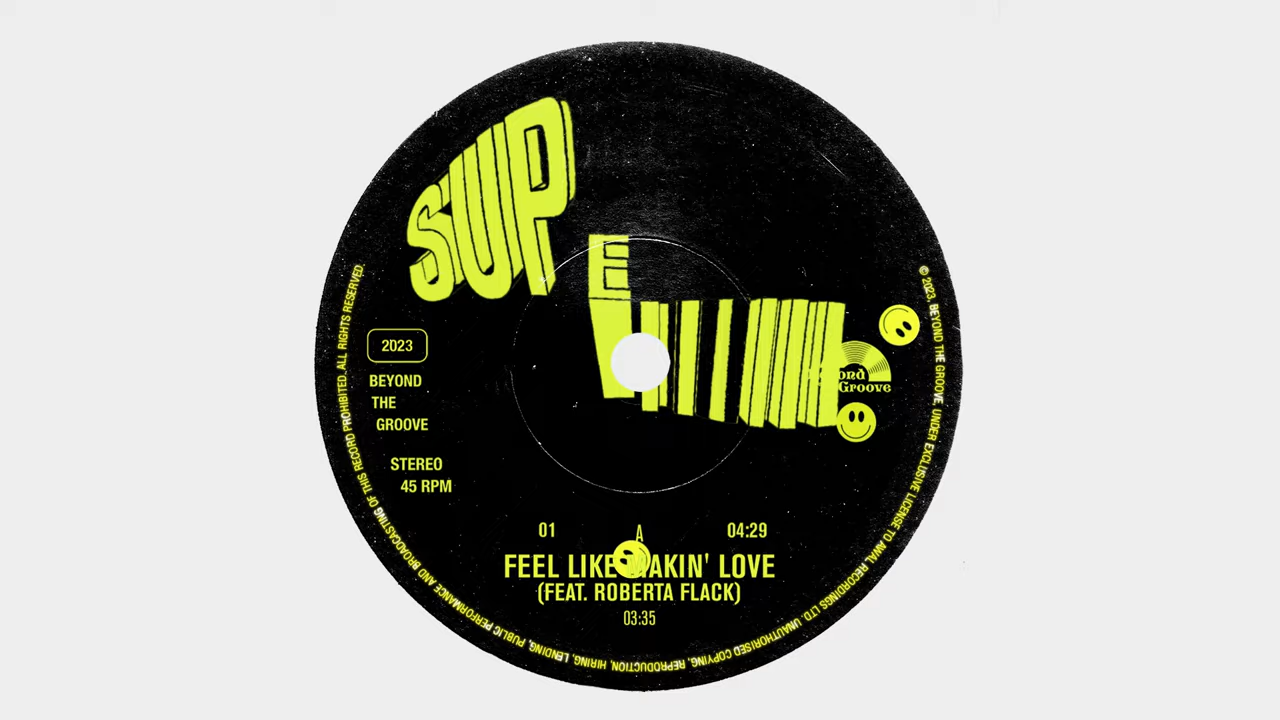 SUP
E
2023
BEYOND
THE
GROOVE
STEREO
45 RPM
ond
Groove
01
A
04:29
FEEL LIKE MAKIN' LOVE
(FEAT. ROBERTA FLACK)
03:35
© 2023, BEYOND THE GROOVE, UNDER EXCLUSIVE LICENSE TO AWAL RECORDINGS LTD. UNAUTHORISED COPYING, REPRODUCTION, HIRING, LENDING, PUBLIC PERFORMANCE AND BROADCASTING OF THIS RECORD PROHIBITED. ALL RIGHTS RESERVED.